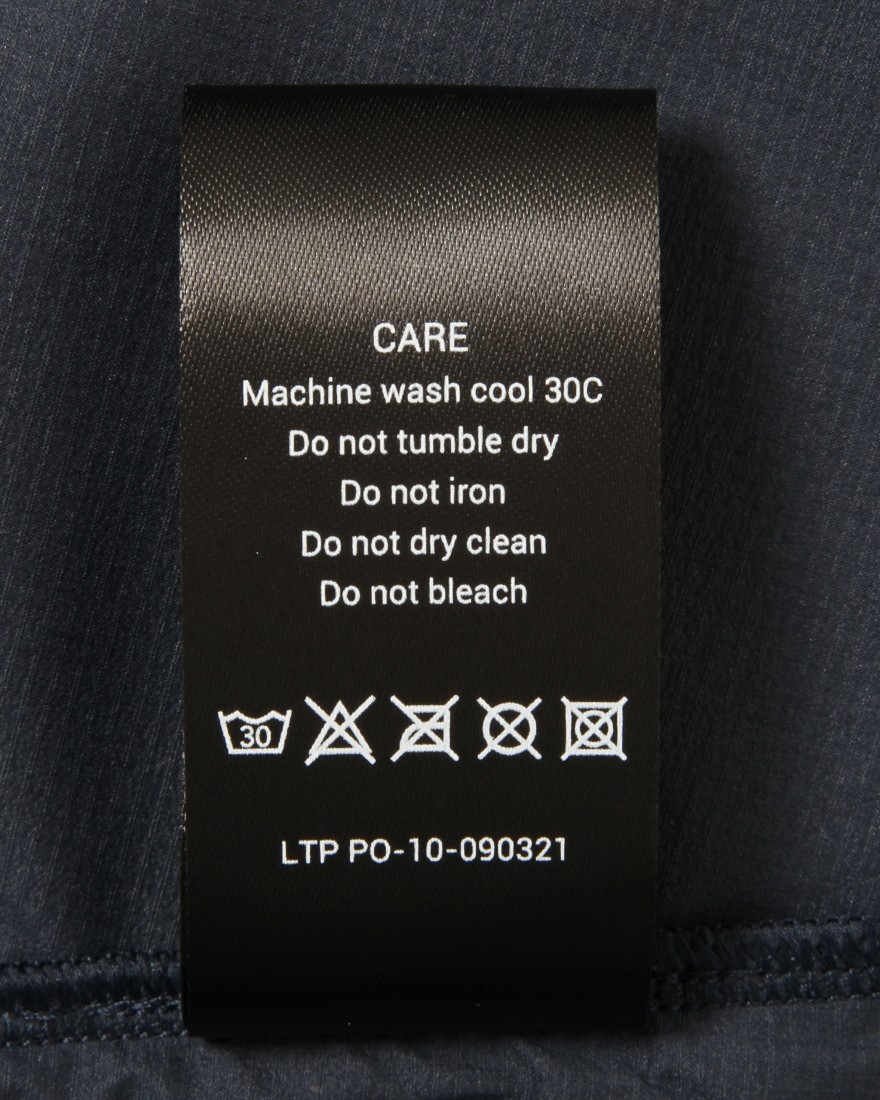 CARE
Machine wash cool 30C
Do not tumble dry
Do not iron
Do not dry clean
Do not bleach
30
LTP PO-10-090321